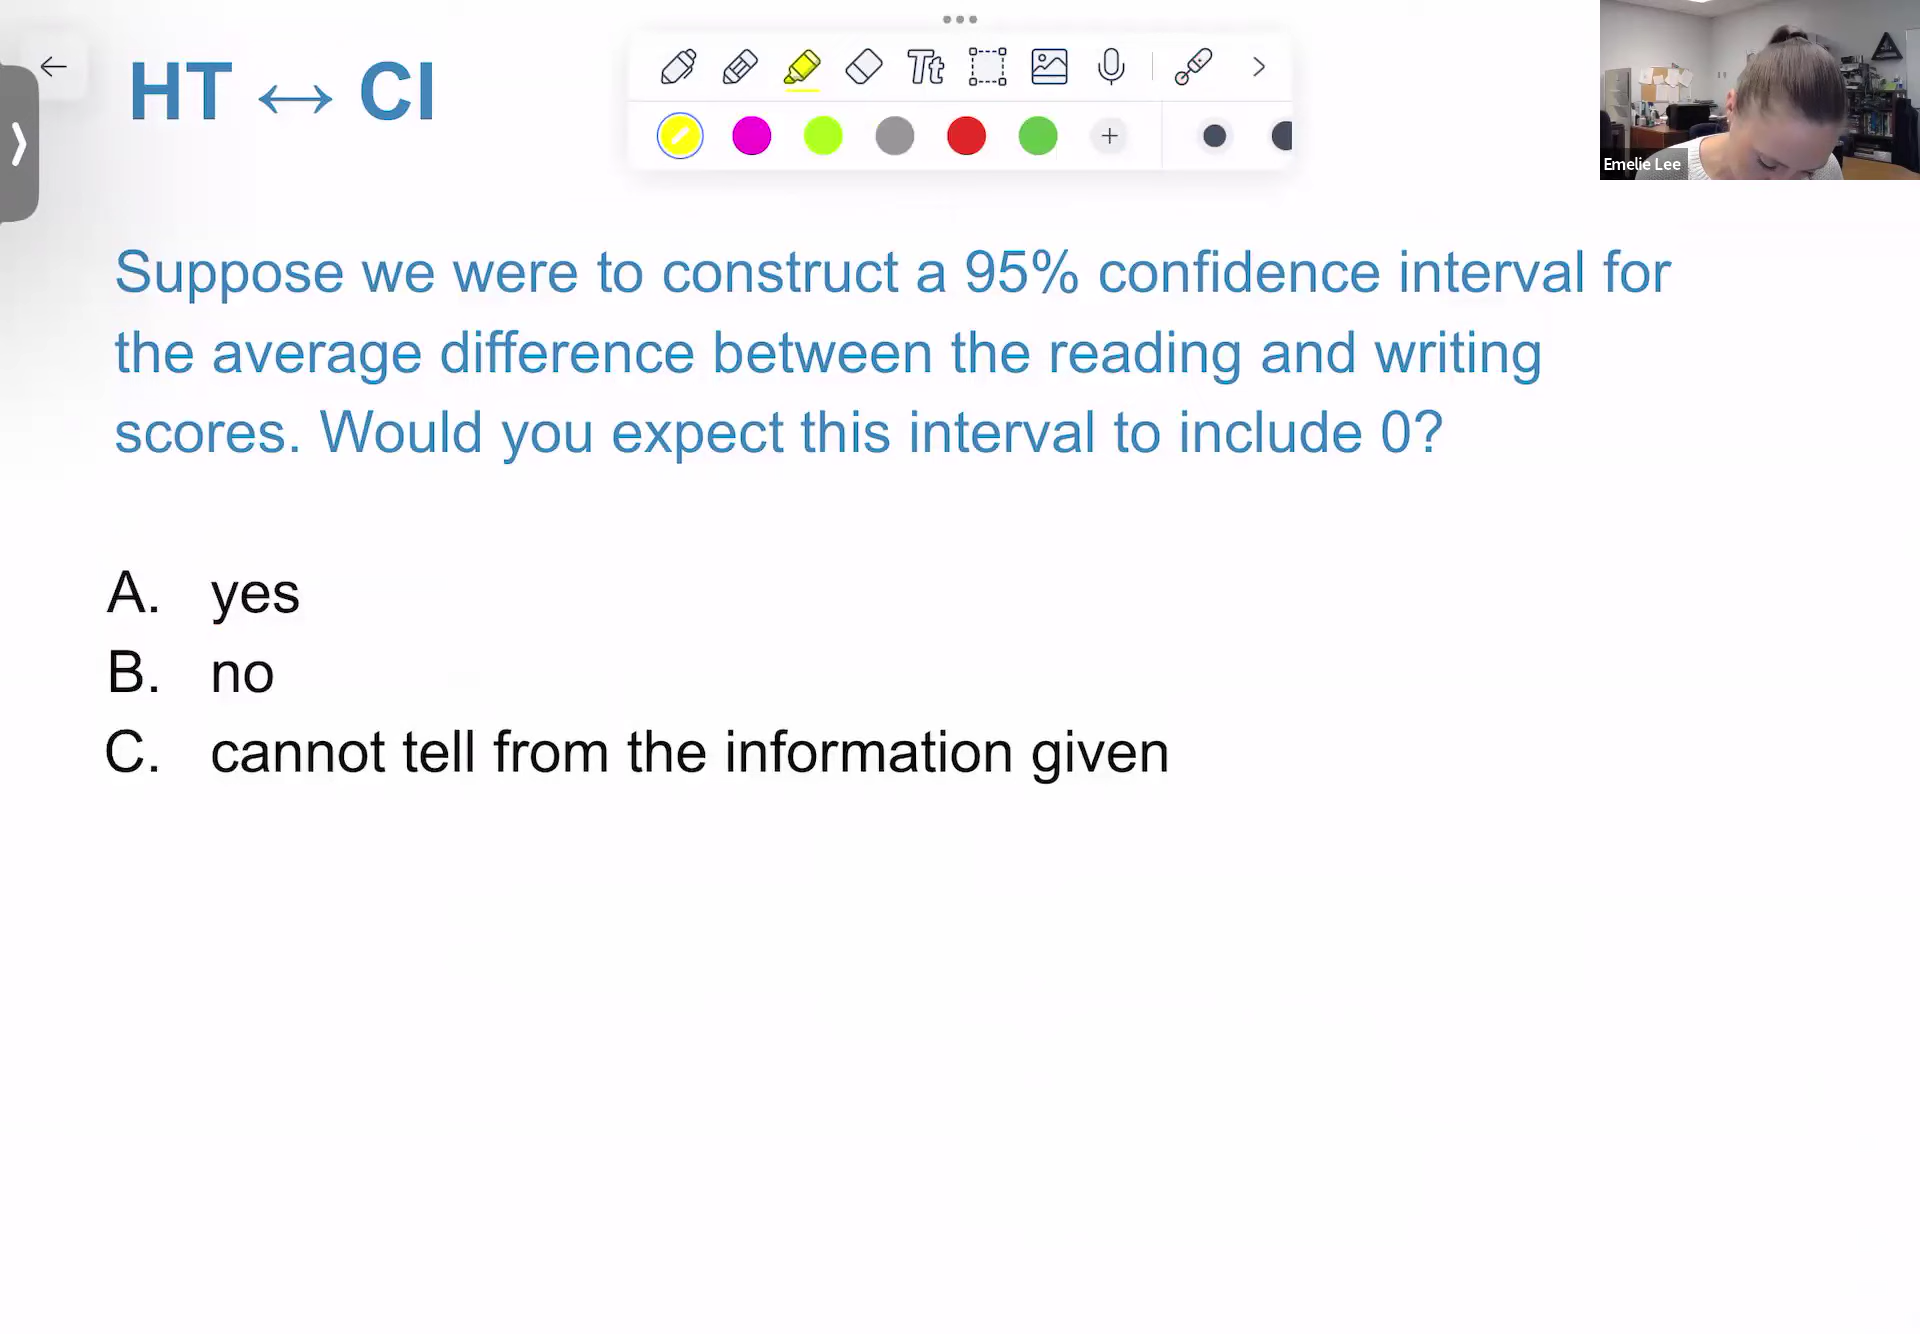 HT ↔ CI
Tt
Emelie Lee
Suppose we were to construct a 95% confidence interval for
the average difference between the reading and writing
scores. Would you expect this interval to include 0?
A. yes
B. no
C. cannot tell from the information given